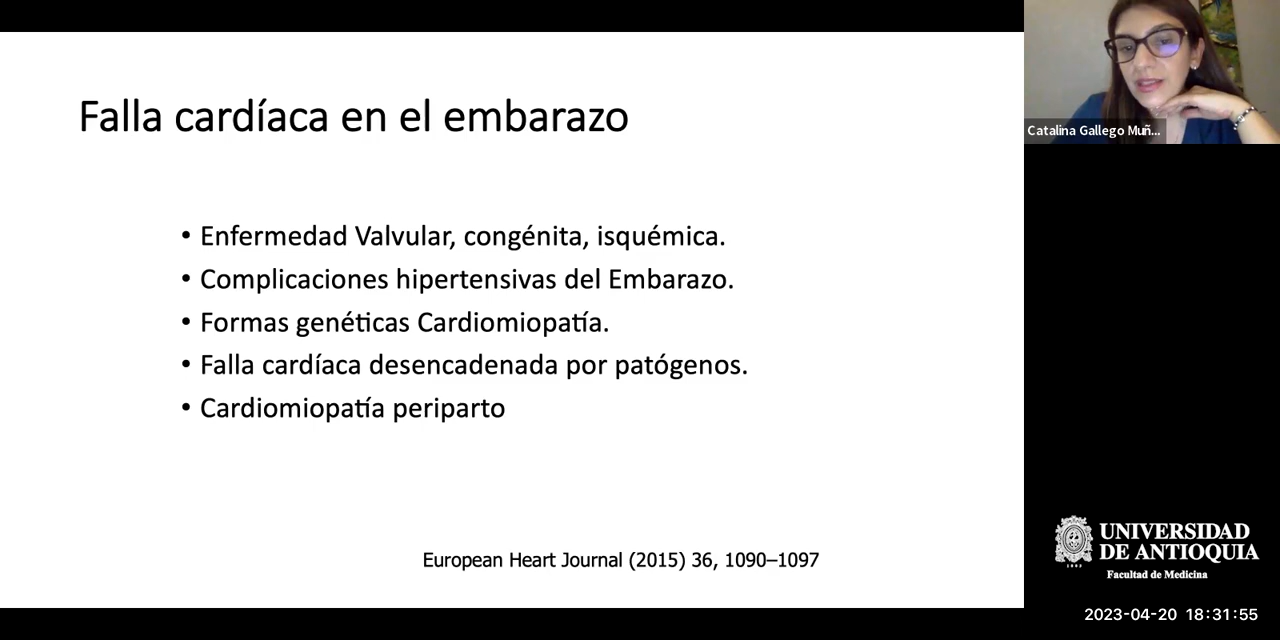 Falla cardíaca en el embarazo
• Enfermedad Valvular, congénita, isquémica.
• Complicaciones hipertensivas del Embarazo.
• Formas genéticas Cardiomiopatía.
• Falla cardíaca desencadenada por patógenos.
• Cardiomiopatía periparto
European Heart Journal (2015) 36, 1090–1097
Catalina Gallego Muñ...
1803
UNIVERSIDAD
DE ANTIOQUIA
Facultad de Medicina
2023-04-20 18:31:55